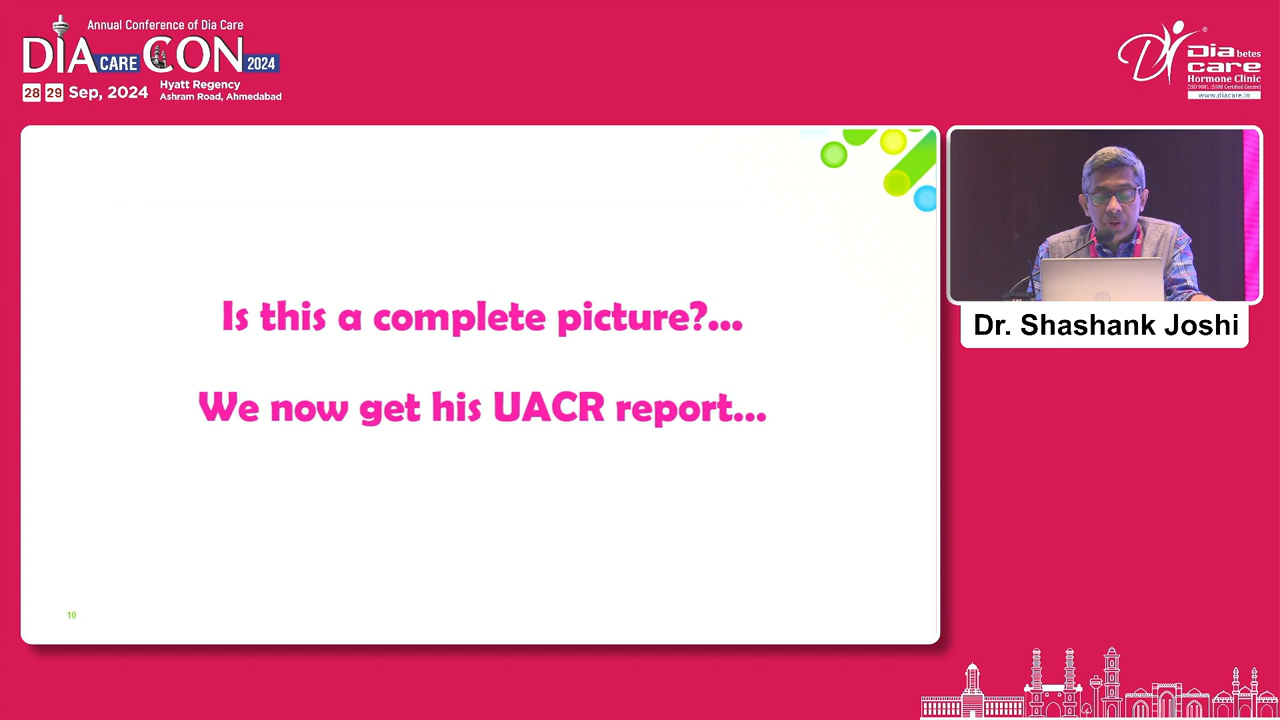 Annual Conference of Dia Care
DIA CARE CON 2024
28 29 Sep, 2024
Hyatt Regency
Ashram Road, Ahmedabad
Diabetes
care
Hormone Clinic
(ISO 9001 :2008 Certified Centre)
www.diacare.in
Is this a complete picture?...
We now get his UACR report...
10
Dr. Shashank Joshi